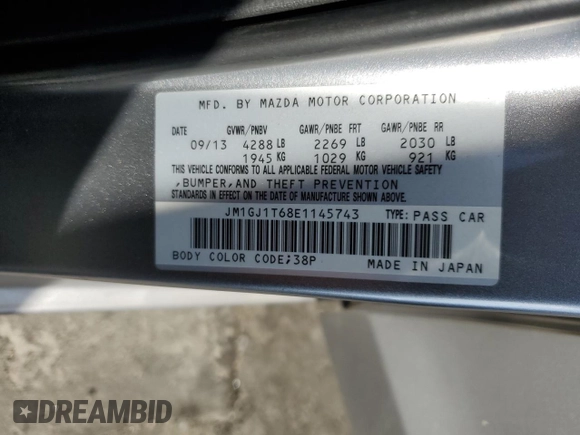 MFD. BY MAZDA MOTOR CORPORATION
DATE GVWR/PNBV GAWR/PNBE FRT GAWR/PNBE RR
09/13 4288 LB 2269 LB 2030 LB
1945 KG 1029 KG 921 KG
THIS VEHICLE CONFORMS TO ALL APPLICABLE FEDERAL MOTOR VEHICLE SAFETY
,BUMPER,AND THEFT PREVENTION
STANDARDS IN EFFECT ON THE DATE OF MANUFACTURE SHOWN ABOVE.
JM1GJ1T68E1145743 TYPE: PASS CAR
BODY COLOR CODE;38P MADE IN JAPAN
DREAMBID